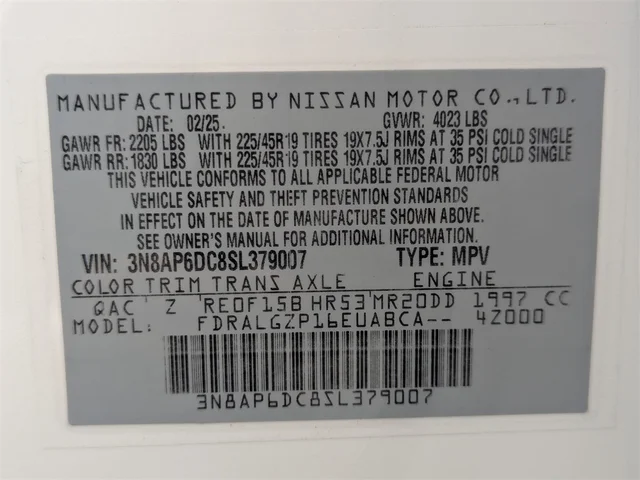 MANUFACTURED BY NISSAN MOTOR CO.,LTD.
DATE: 02/25. GVWR: 4023 LBS
GAWR FR: 2205 LBS WITH 225/45R19 TIRES 19X7.5J RIMS AT 35 PSI COLD SINGLE
GAWR RR: 1830 LBS WITH 225/45R19 TIRES 19X7.5J RIMS AT 35 PSI COLD SINGLE
THIS VEHICLE CONFORMS TO ALL APPLICABLE FEDERAL MOTOR
VEHICLE SAFETY AND THEFT PREVENTION STANDARDS
IN EFFECT ON THE DATE OF MANUFACTURE SHOWN ABOVE.
SEE OWNER'S MANUAL FOR ADDITIONAL INFORMATION.
VIN: 3N8AP6DC8SL379007 TYPE: MPV
COLOR TRIM TRANS AXLE ENGINE
QAC Z RE0F15B HR53 MR20DD 1997 CC
MODEL: FDRALGZP16EUABCA-- 42000
3N8AP6DC8SL379007